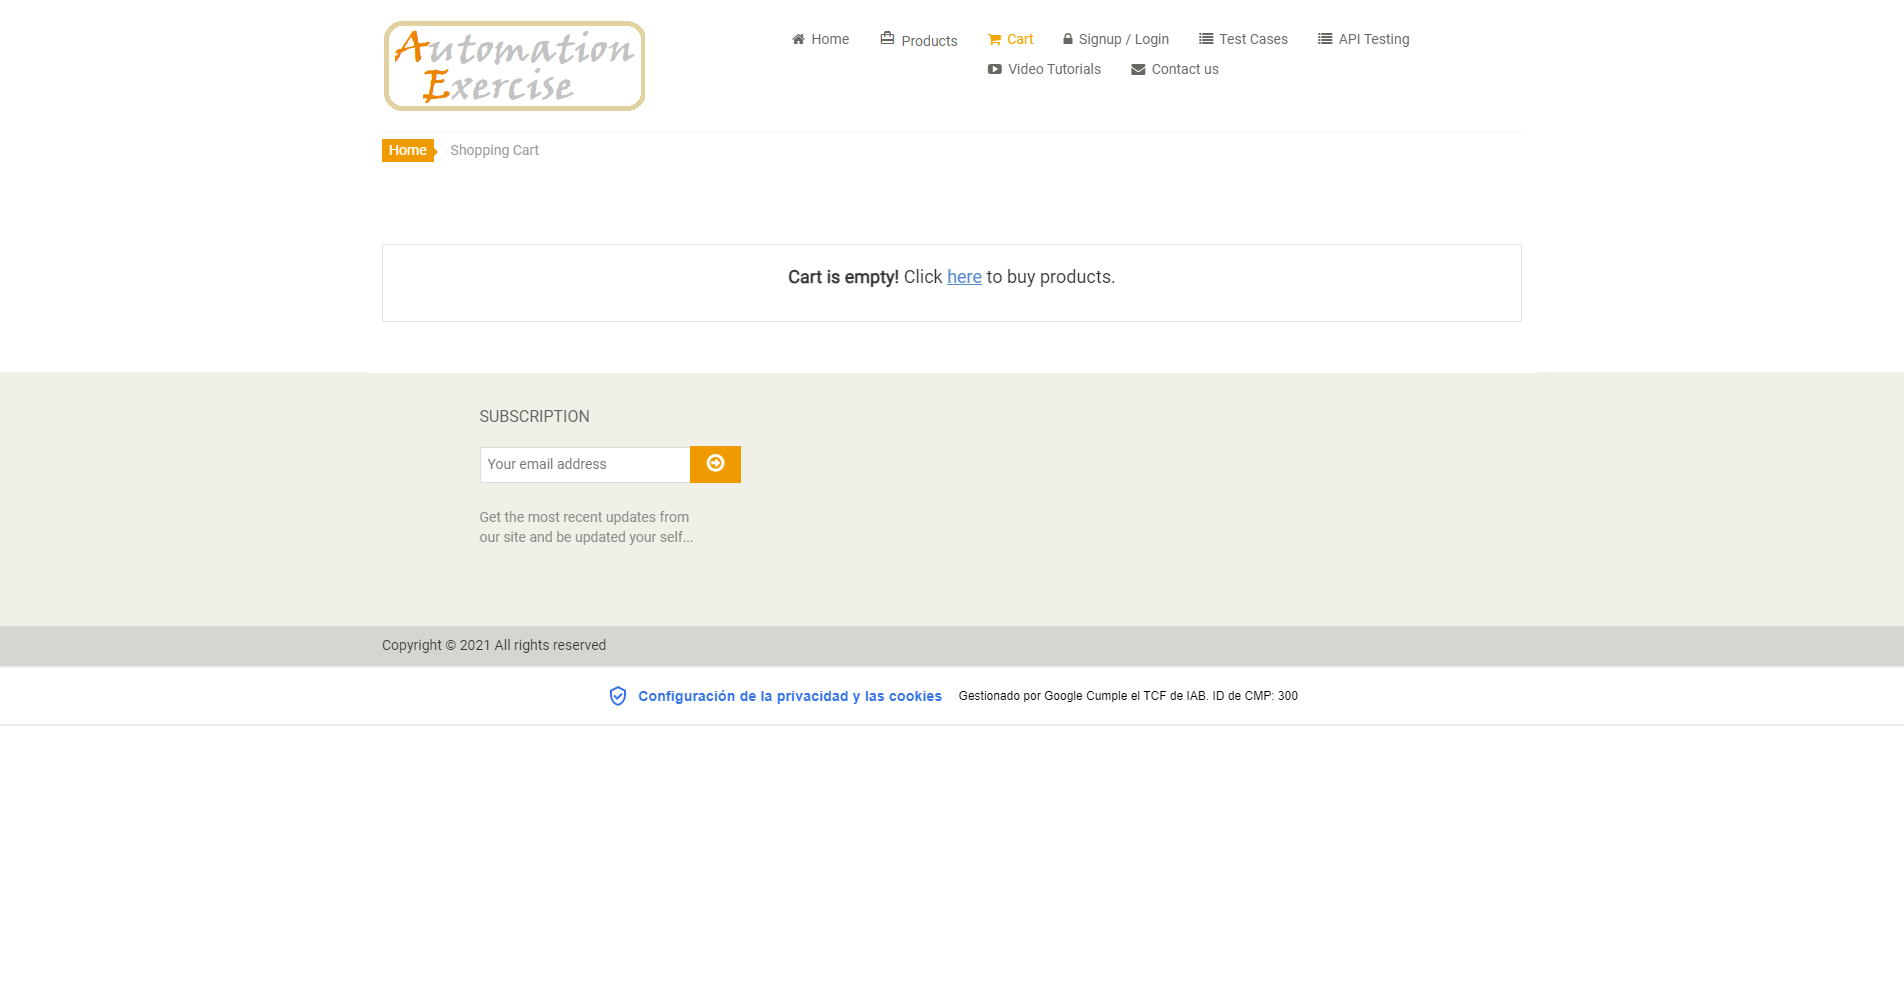 Automation
Exercise
Home
Products
Cart
Signup / Login
Test Cases
API Testing
Video Tutorials
Contact us
Home
Shopping Cart
Cart is empty! Click here to buy products.
SUBSCRIPTION
Your email address
Get the most recent updates from
our site and be updated your self...
Copyright © 2021 All rights reserved
Configuración de la privacidad y las cookies
Gestionado por Google Cumple el TCF de IAB. ID de CMP: 300